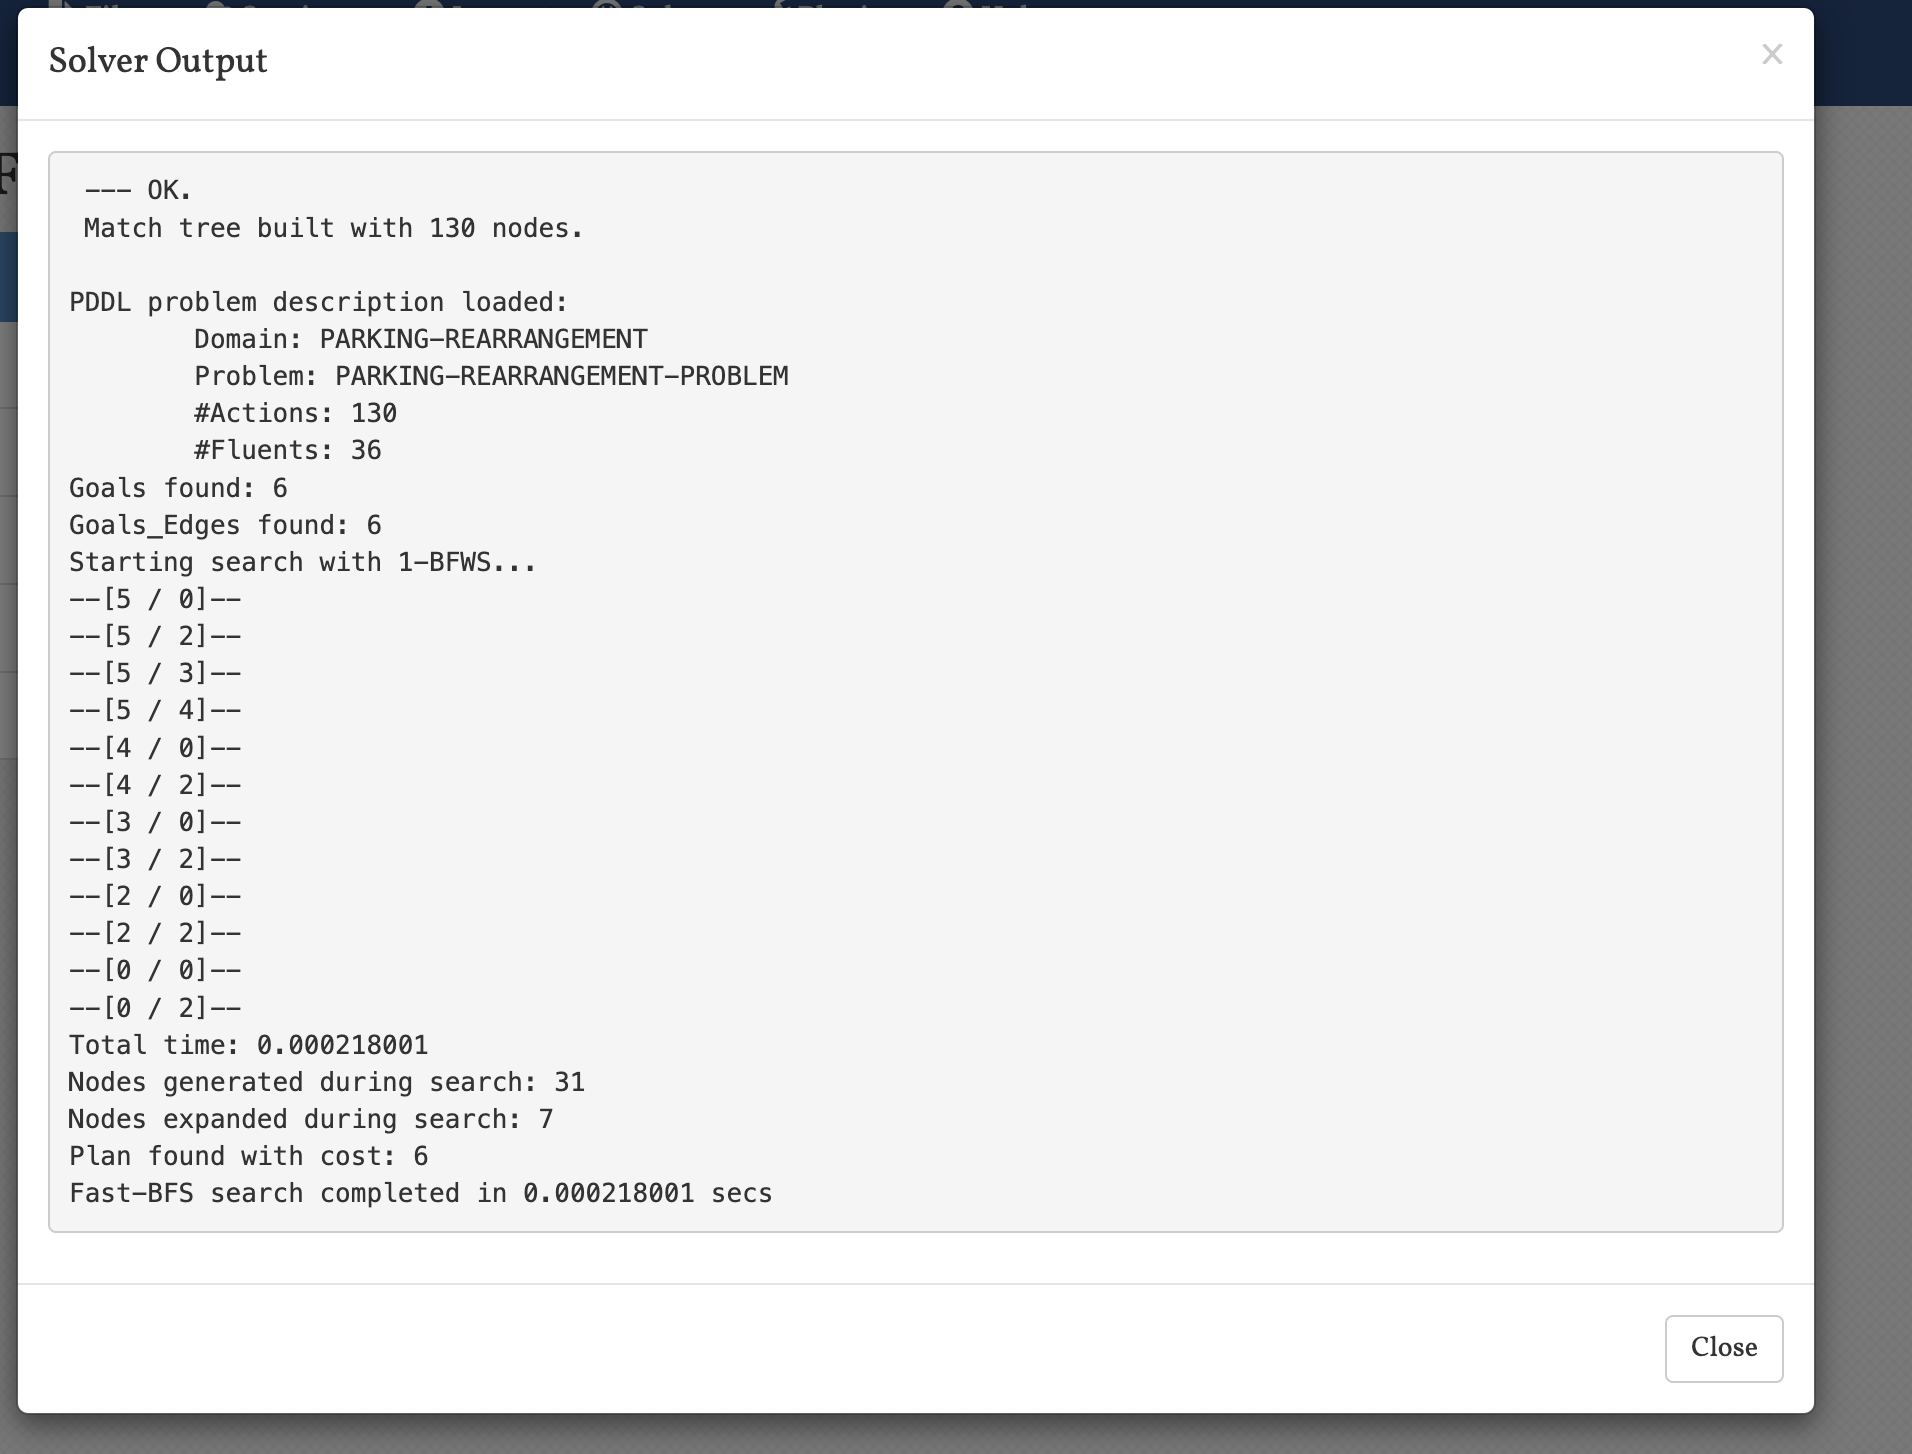 Solver Output
×
--- OK.
Match tree built with 130 nodes.
PDDL problem description loaded:
Domain: PARKING-REARRANGEMENT
Problem: PARKING-REARRANGEMENT-PROBLEM
#Actions: 130
#Fluents: 36
Goals found: 6
Goals_Edges found: 6
Starting search with 1-BFWS...
--[5 / 0]--
--[5 / 2]--
--[5 / 3]--
--[5 / 4]--
--[4 / 0]--
--[4 / 2]--
--[3 / 0]--
--[3 / 2]--
--[2 / 0]--
--[2 / 2]--
--[0 / 0]--
--[0 / 2]--
Total time: 0.000218001
Nodes generated during search: 31
Nodes expanded during search: 7
Plan found with cost: 6
Fast-BFS search completed in 0.000218001 secs
Close